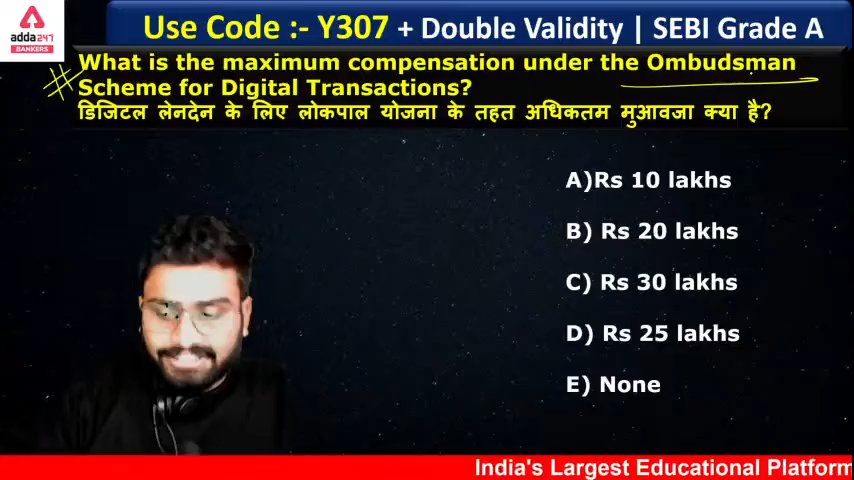 adda247
BANKERS
Use Code :- Y307 + Double Validity | SEBI Grade A
What is the maximum compensation under the Ombudsman
Scheme for Digital Transactions?
डिजिटल लेनदेन के लिए लोकपाल योजना के तहत अधिकतम मुआवजा क्या है?
A)Rs 10 lakhs
B) Rs 20 lakhs
C) Rs 30 lakhs
D) Rs 25 lakhs
E) None
India's Largest Educational Platform